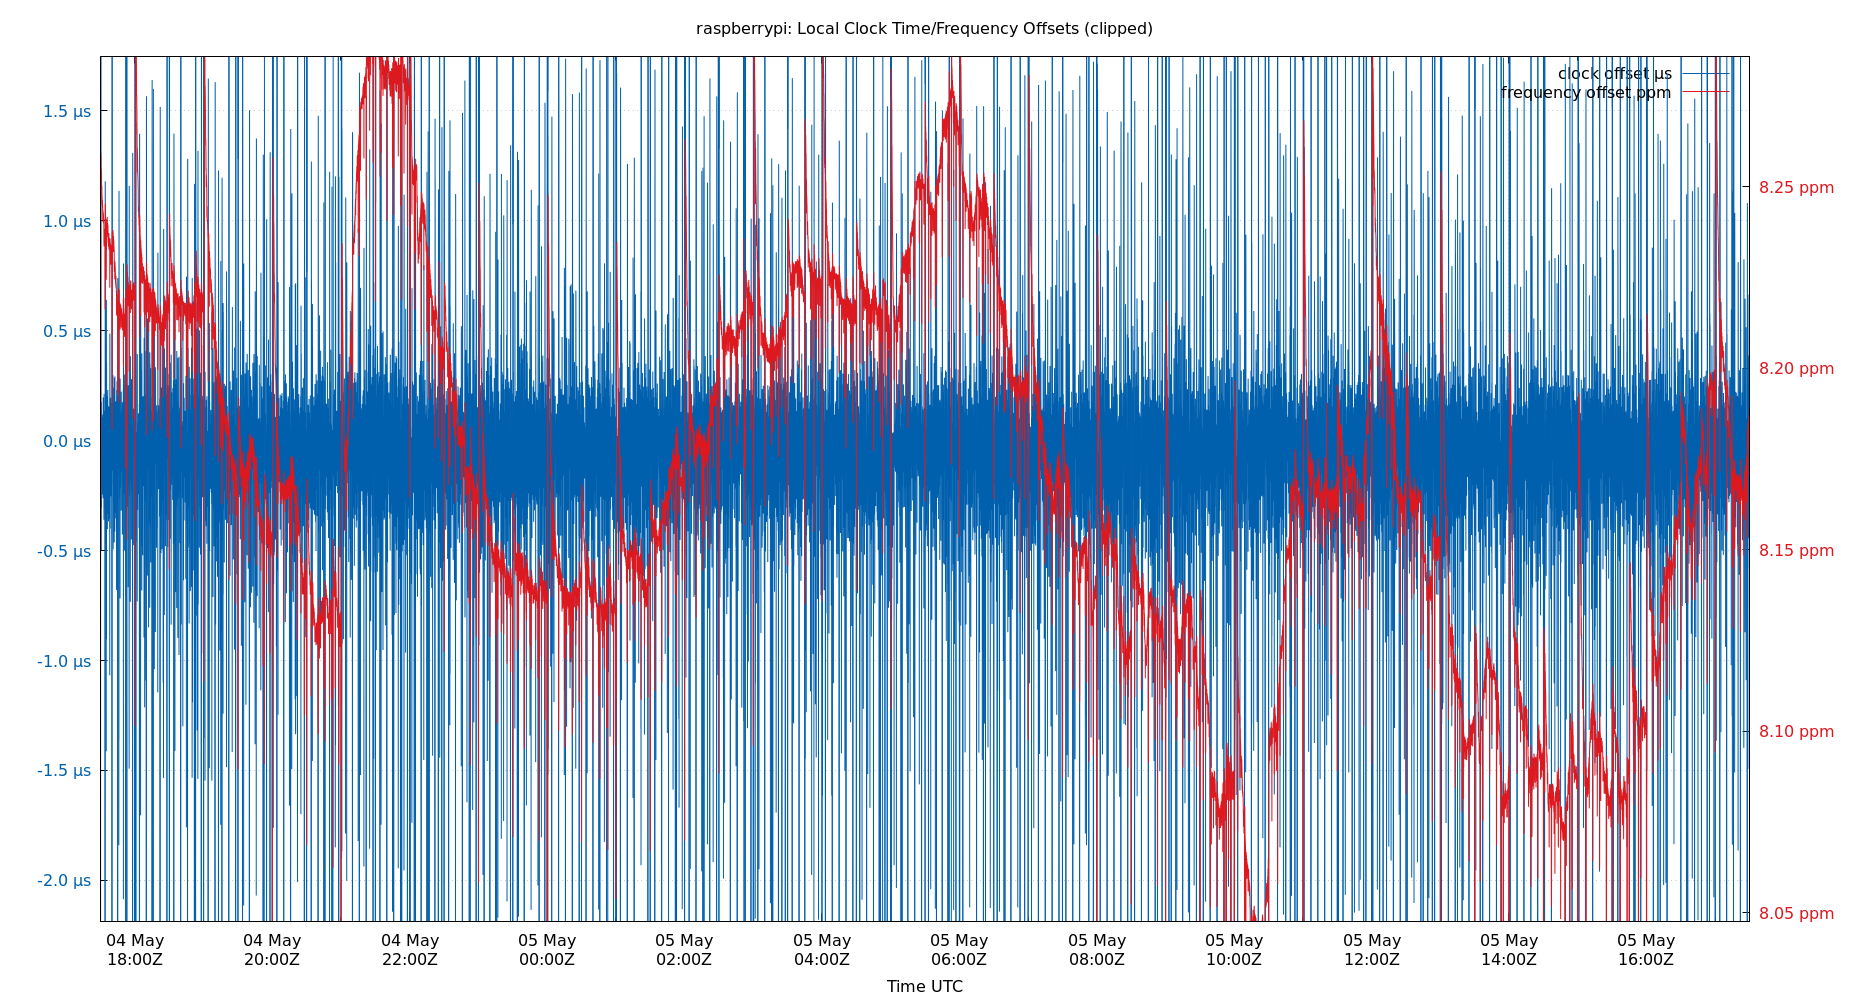 raspberrypi: Local Clock Time/Frequency Offsets (clipped)
clock offset µs
frequency offset ppm
1.5 µs
1.0 µs
0.5 µs
0.0 µs
-0.5 µs
-1.0 µs
-1.5 µs
-2.0 µs
8.25 ppm
8.20 ppm
8.15 ppm
8.10 ppm
8.05 ppm
04 May 04 May 04 May 05 May 05 May 05 May 05 May 05 May 05 May 05 May 05 May 05 May
18:00Z 20:00Z 22:00Z 00:00Z 02:00Z 04:00Z 06:00Z 08:00Z 10:00Z 12:00Z 14:00Z 16:00Z
Time UTC